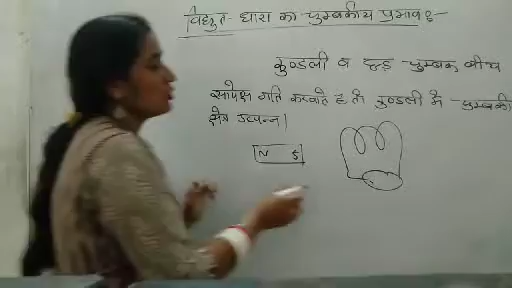 विद्युत धारा का चुम्बकीय प्रभाव :-
कुण्डली व छड़ चुम्बक बीच
सापेक्ष गति करवाते है तो कुण्डली में चुम्बकी
क्षेत्र उत्पन्न।
N S